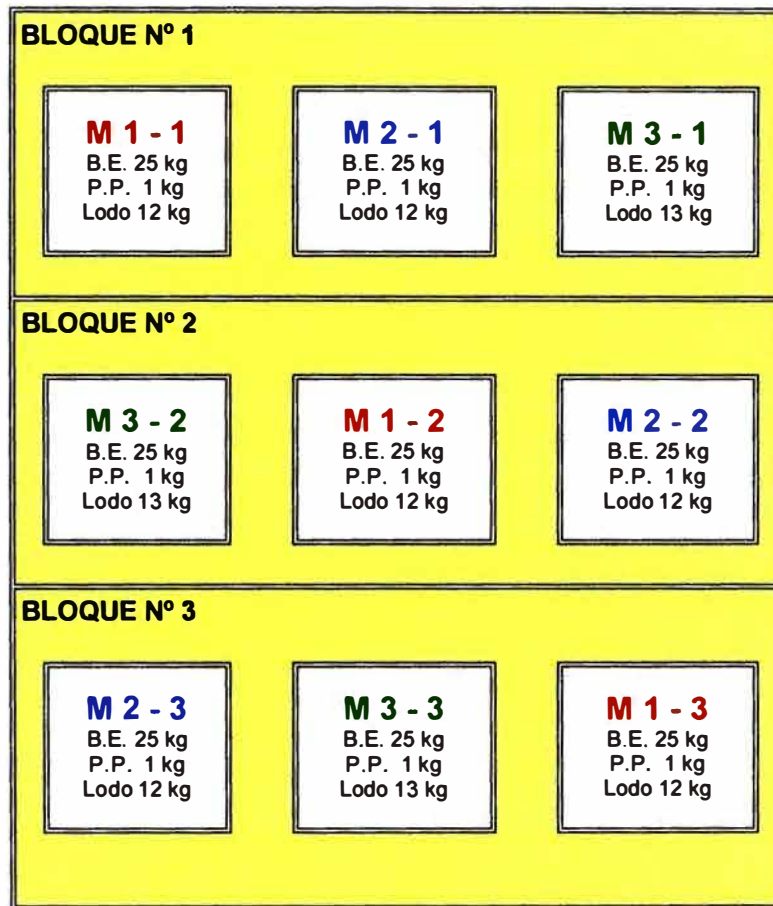 BLOQUE Nº 1
M 1 - 1
B.E. 25 kg
P.P. 1 kg
Lodo 12 kg
M 2 - 1
B.E. 25 kg
P.P. 1 kg
Lodo 12 kg
M 3 - 1
B.E. 25 kg
P.P. 1 kg
Lodo 13 kg
BLOQUE Nº 2
M 3 - 2
B.E. 25 kg
P.P. 1 kg
Lodo 13 kg
M 1 - 2
B.E. 25 kg
P.P. 1 kg
Lodo 12 kg
M 2 - 2
B.E. 25 kg
P.P. 1 kg
Lodo 12 kg
BLOQUE Nº 3
M 2 - 3
B.E. 25 kg
P.P. 1 kg
Lodo 12 kg
M 3 - 3
B.E. 25 kg
P.P. 1 kg
Lodo 13 kg
M 1 - 3
B.E. 25 kg
P.P. 1 kg
Lodo 12 kg